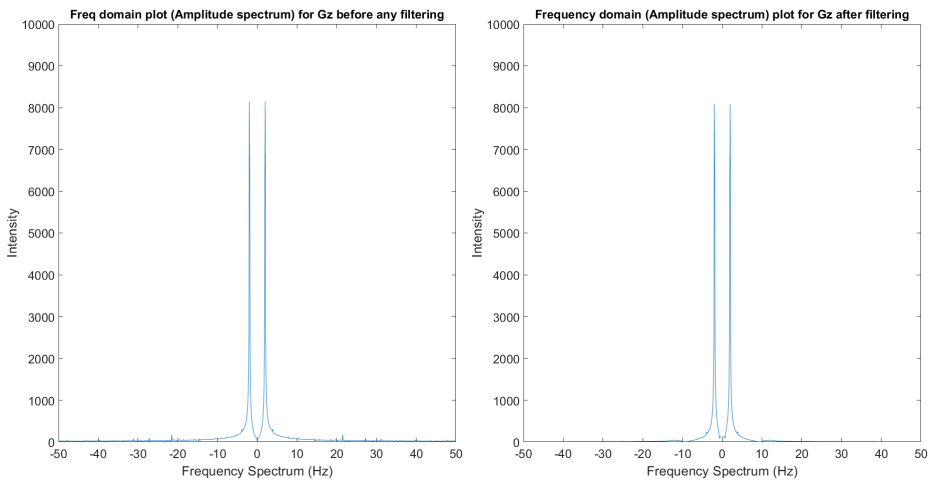 Freq domain plot (Amplitude spectrum) for Gz before any filtering
10000
9000
8000
7000
6000
5000
4000
3000
2000
1000
0
Intensity
-50 -40 -30 -20 -10 0 10 20 30 40 50
Frequency Spectrum (Hz)
Frequency domain (Amplitude spectrum) plot for Gz after filtering
10000
9000
8000
7000
6000
5000
4000
3000
2000
1000
0
Intensity
-50 -40 -30 -20 -10 0 10 20 30 40 50
Frequency Spectrum (Hz)